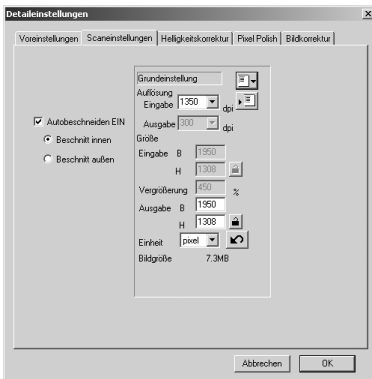 Detaileinstellungen
Voreinstellungen Scaneinstellungen Helligkeitskorrektur Pixel Polish Bildkorrektur
Grundeinstellung
Auflösung
Eingabe 1350 dpi
Autobeschneiden EIN
Ausgabe 300 dpi
Beschnitt innen
Größe
Eingabe B 1950
Beschnitt außen
H 1308
Vergrößerung 450 %
Ausgabe B 1950
H 1308
Einheit pixel
Bildgröße 7.3MB
Abbrechen OK